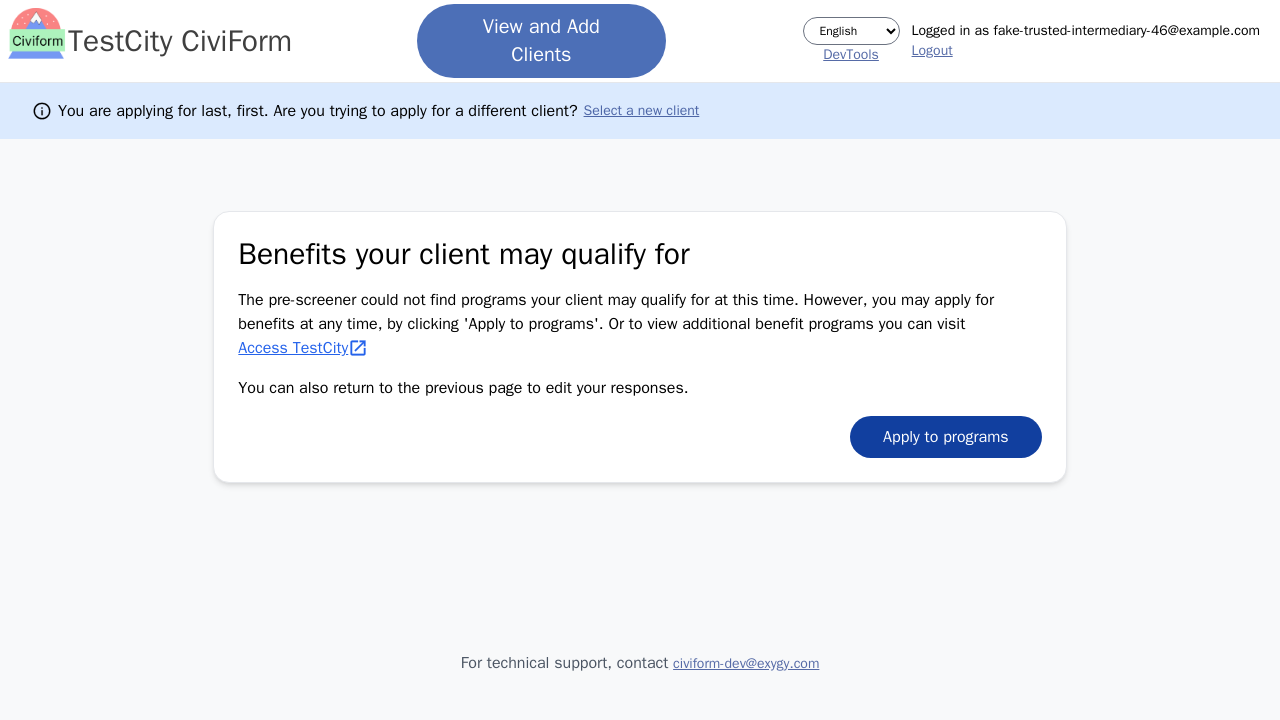 Civiform
TestCity CiviForm
View and Add
Clients
English
DevTools
Logged in as fake-trusted-intermediary-46@example.com
Logout
You are applying for last, first. Are you trying to apply for a different client? Select a new client
Benefits your client may qualify for
The pre-screener could not find programs your client may qualify for at this time. However, you may apply for
benefits at any time, by clicking 'Apply to programs'. Or to view additional benefit programs you can visit
Access TestCity
You can also return to the previous page to edit your responses.
Apply to programs
For technical support, contact civiform-dev@exygy.com